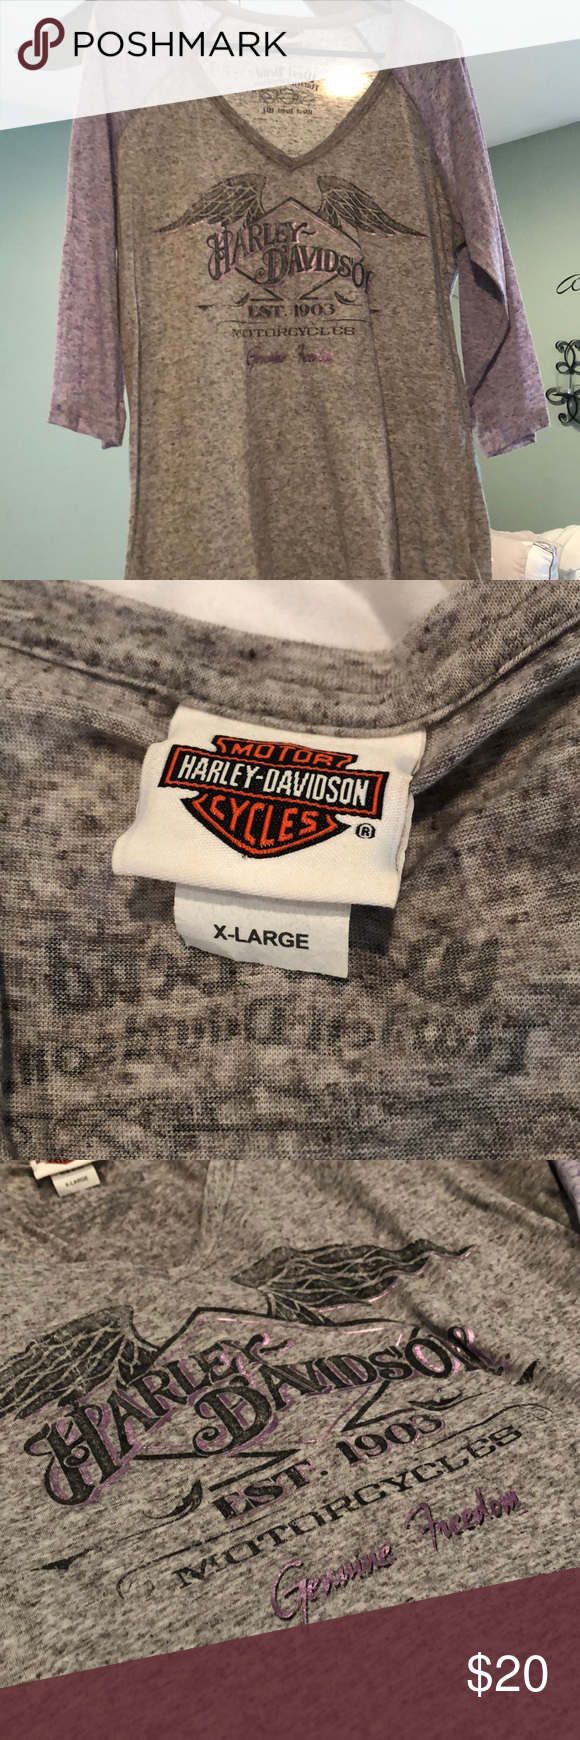 POSHMARK
HARLEY-
DAVIDSON
EST. 1903
MOTORCYCLES
Genuine Freedom
MOTOR
HARLEY-DAVIDSON
CYCLES
®
X-LARGE
X-LARGE
HARLEY-
DAVIDSON
EST. 1903
MOTORCYCLES
Genuine Freedom
$20